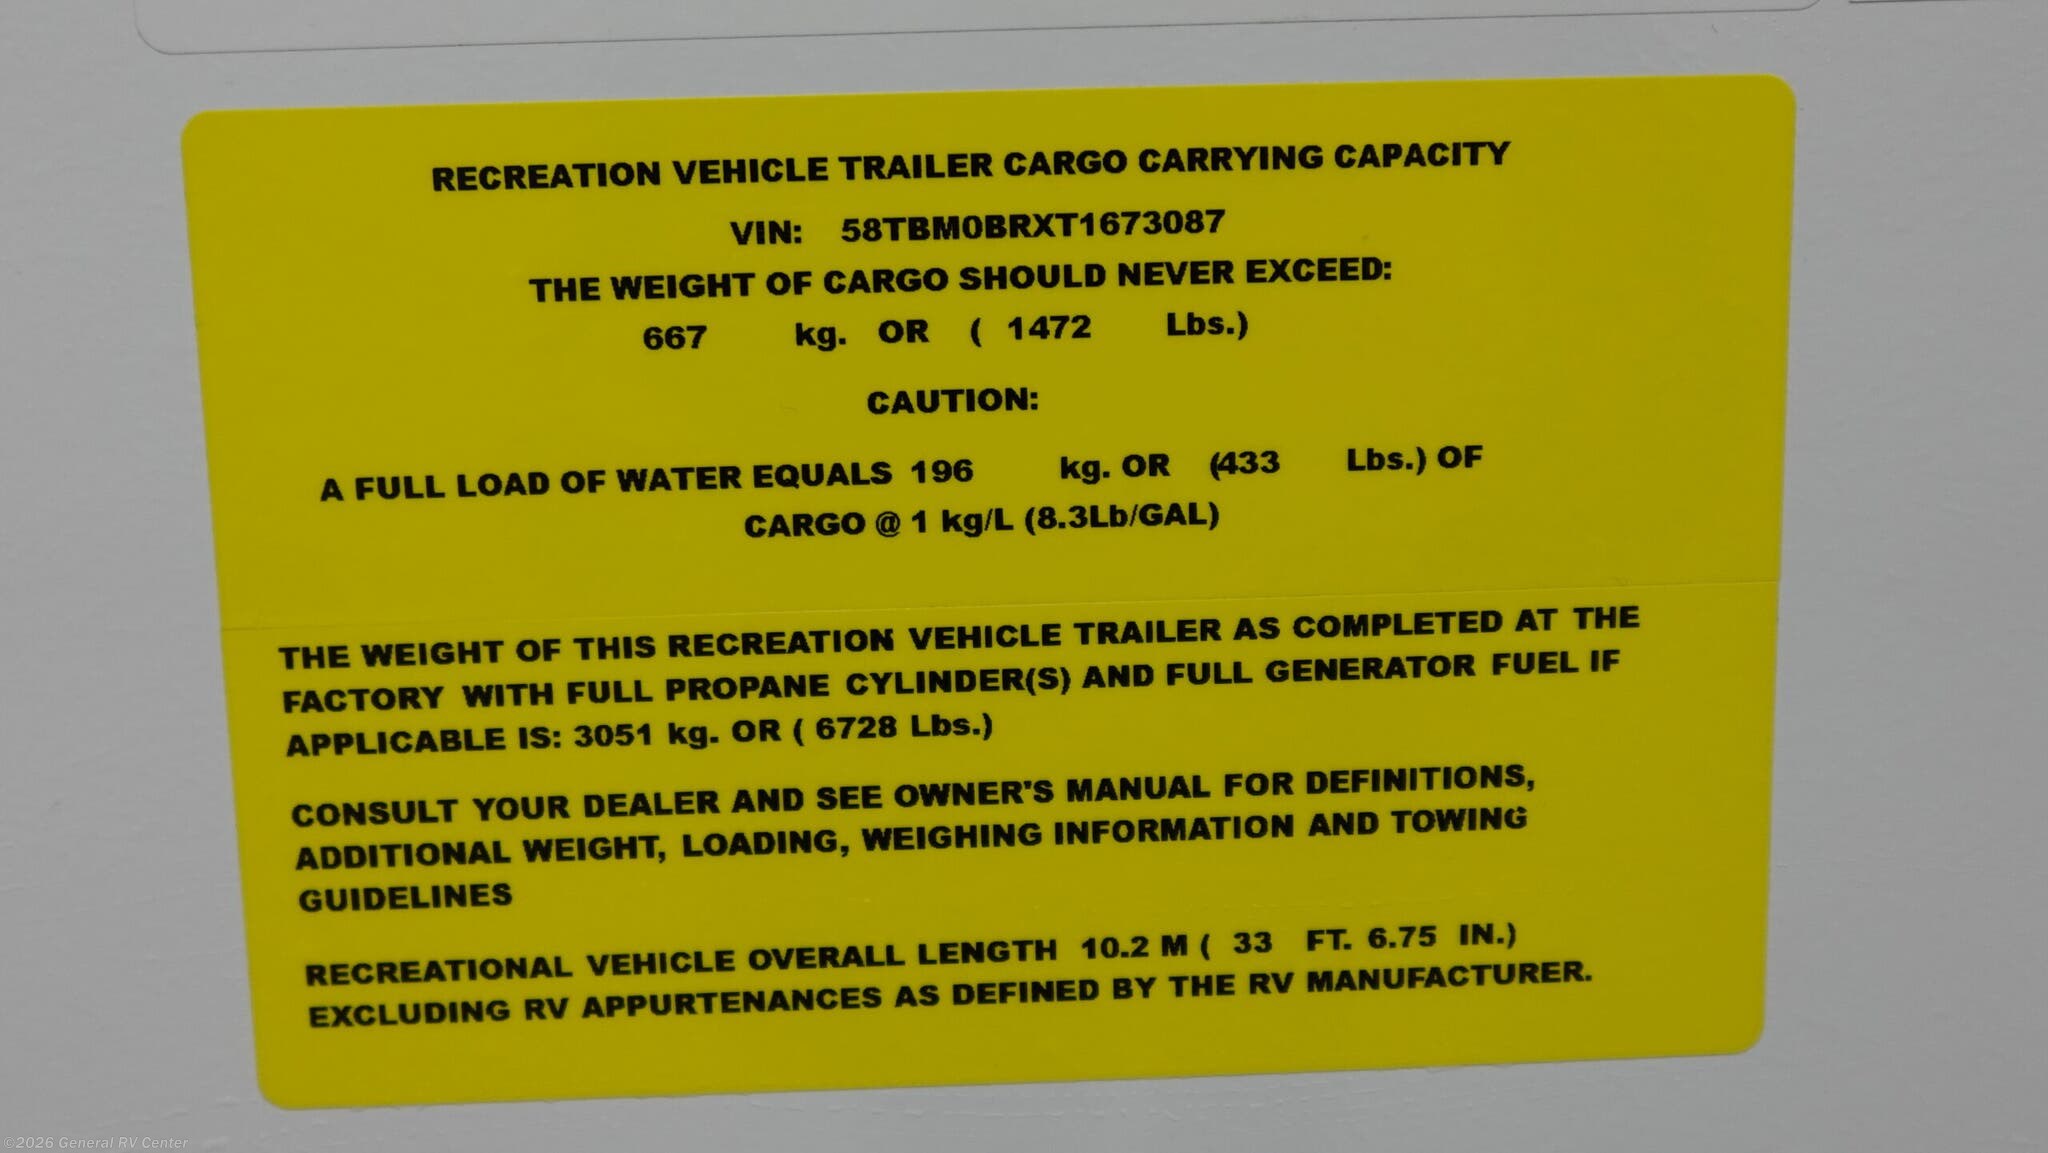 RECREATION VEHICLE TRAILER CARGO CARRYING CAPACITY
VIN: 58TBM0BRXT1673087
THE WEIGHT OF CARGO SHOULD NEVER EXCEED:
667 kg. OR ( 1472 Lbs.)
CAUTION:
A FULL LOAD OF WATER EQUALS 196 kg. OR (433 Lbs.) OF
CARGO @ 1 kg/L (8.3Lb/GAL)
THE WEIGHT OF THIS RECREATION VEHICLE TRAILER AS COMPLETED AT THE
FACTORY WITH FULL PROPANE CYLINDER(S) AND FULL GENERATOR FUEL IF
APPLICABLE IS: 3051 kg. OR ( 6728 Lbs.)
CONSULT YOUR DEALER AND SEE OWNER'S MANUAL FOR DEFINITIONS,
ADDITIONAL WEIGHT, LOADING, WEIGHING INFORMATION AND TOWING
GUIDELINES
RECREATIONAL VEHICLE OVERALL LENGTH 10.2 M ( 33 FT. 6.75 IN.)
EXCLUDING RV APPURTENANCES AS DEFINED BY THE RV MANUFACTURER.
©2026 General RV Center